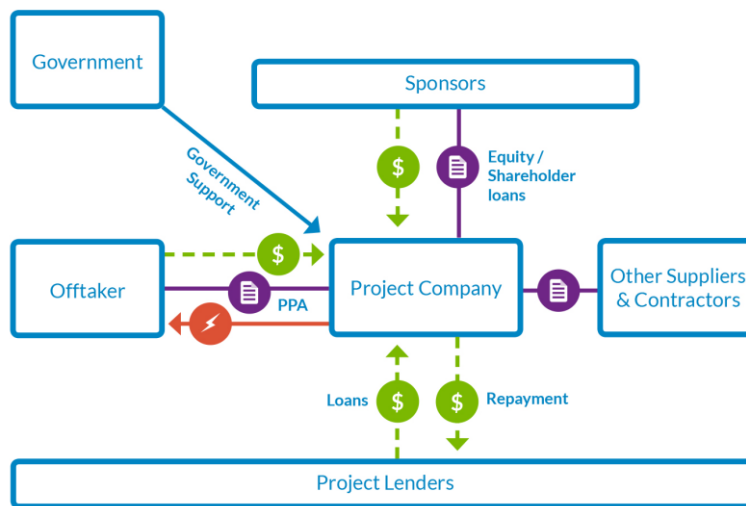 Government
Sponsors
Government
Support
$
Equity /
Shareholder
loans
$
Offtaker
PPA
Project Company
Other Suppliers
& Contractors
Loans
$
$
Repayment
Project Lenders